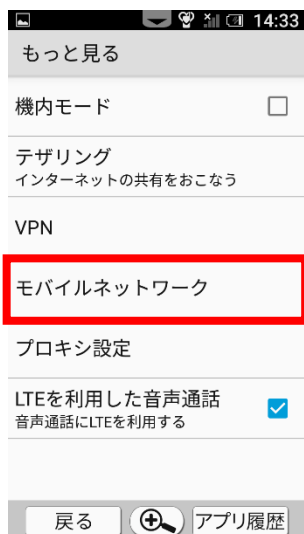 14:33
もっと見る
機内モード
テザリング
インターネットの共有をおこなう
VPN
モバイルネットワーク
プロキシ設定
LTEを利用した音声通話
音声通話にLTEを利用する
戻る
アプリ履歴